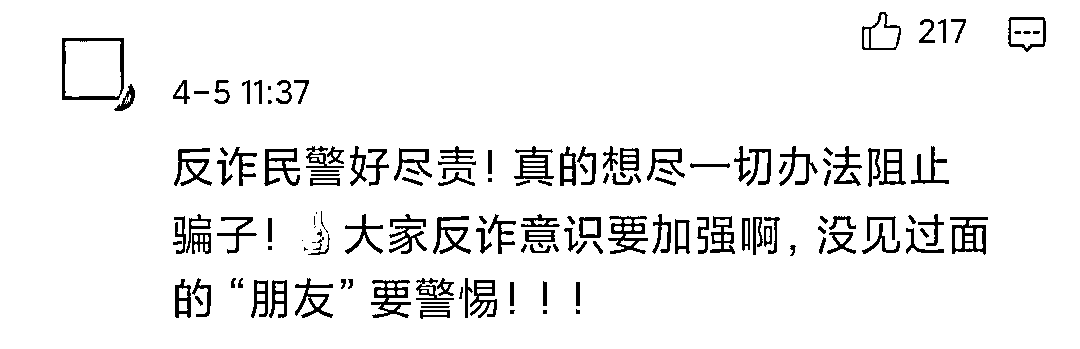 217
4-5 11:37
反诈民警好尽责！真的想尽一切办法阻止
骗子！👍大家反诈意识要加强啊，没见过面
的“朋友”要警惕！！！